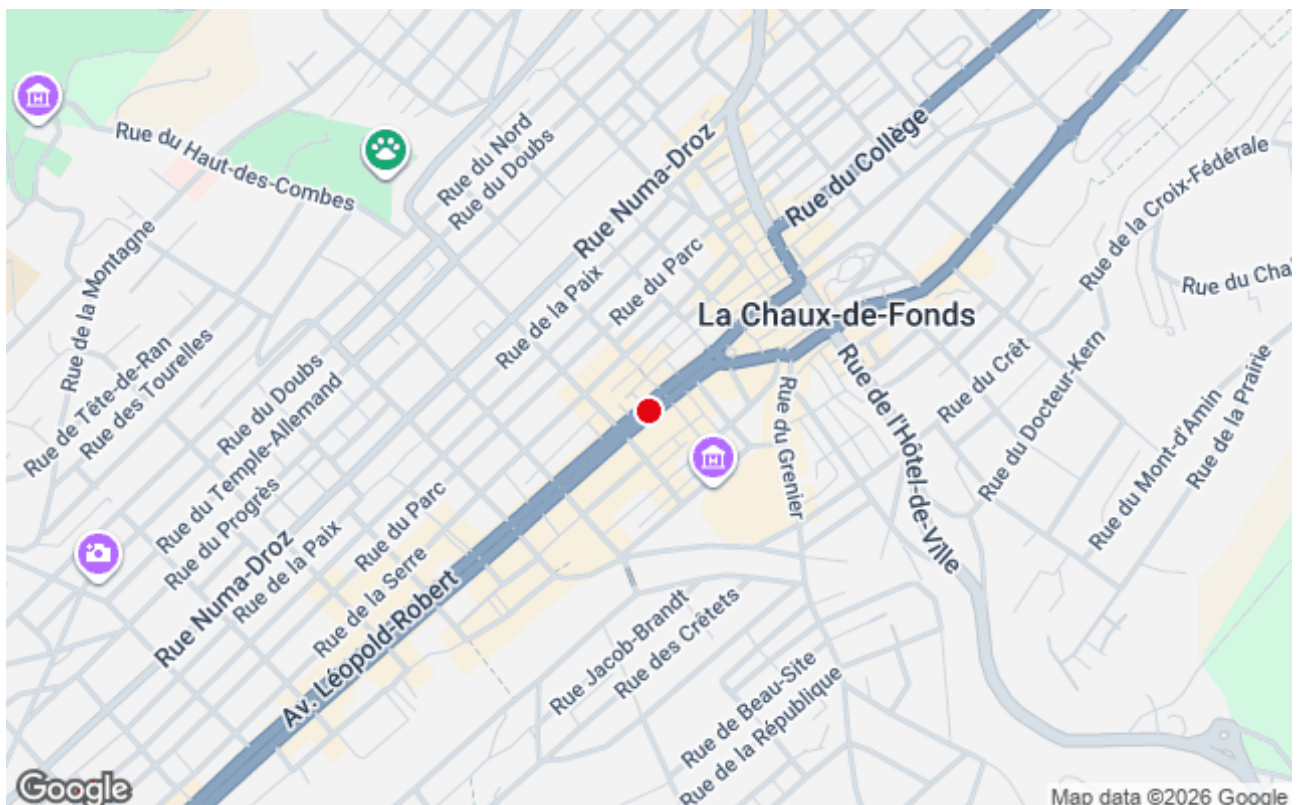 Rue du Haut-des-Combes
Rue du Nord
Rue du Doubs
Rue Numa-Droz
Rue du Collège
Rue de la Croix-Fédérale
Rue de la Montagne
Rue du Parc
Rue de la Paix
Rue du Chal
La Chaux-de-Fonds
Rue de Tête-de-Ran
Rue des Tourelles
Rue du Doubs
Rue du Temple-Allemand
Rue du Progrès
Rue Numa-Droz
Rue de la Paix
Rue du Parc
Rue de la Serre
Av. Léopold-Robert
Rue du Grenier
Rue de l'Hôtel-de-Ville
Rue du Crêt
Rue du Docteur-Kern
Rue du Mont-d'Amin
Rue de la Prairie
Rue Jacob-Brandt
Rue des Crêtets
Rue de Beau-Site
Rue de la République
Google
Map data ©2026 Google